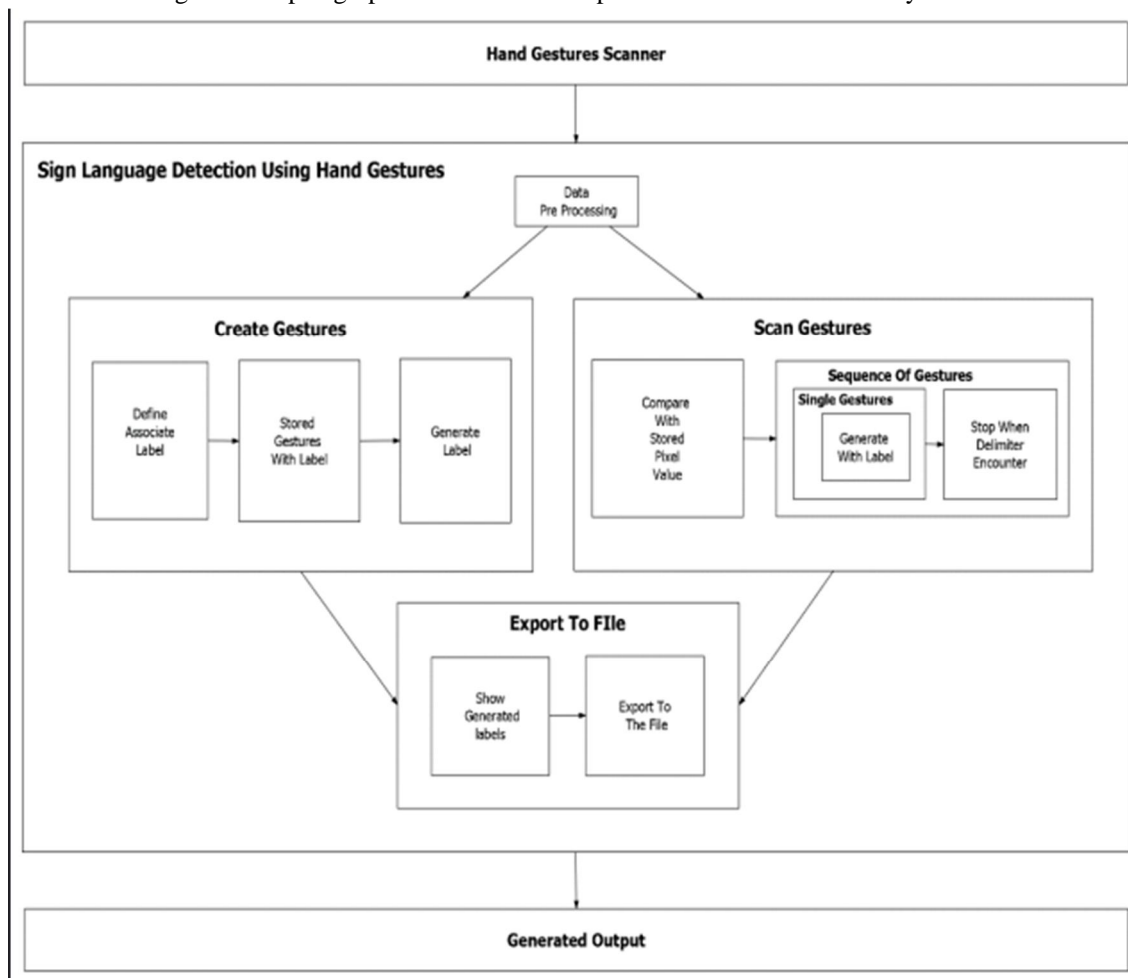 Hand Gestures Scanner
Sign Language Detection Using Hand Gestures
Data
Pre Processing
Create Gestures
Define
Associate
Label
Stored
Gestures
With Label
Generate
Label
Scan Gestures
Compare
With
Stored
Pixel
Value
Sequence Of Gestures
Single Gestures
Generate
With Label
Stop When
Delimiter
Encounter
Export To FIle
Show
Generated
labels
Export To
The File
Generated Output